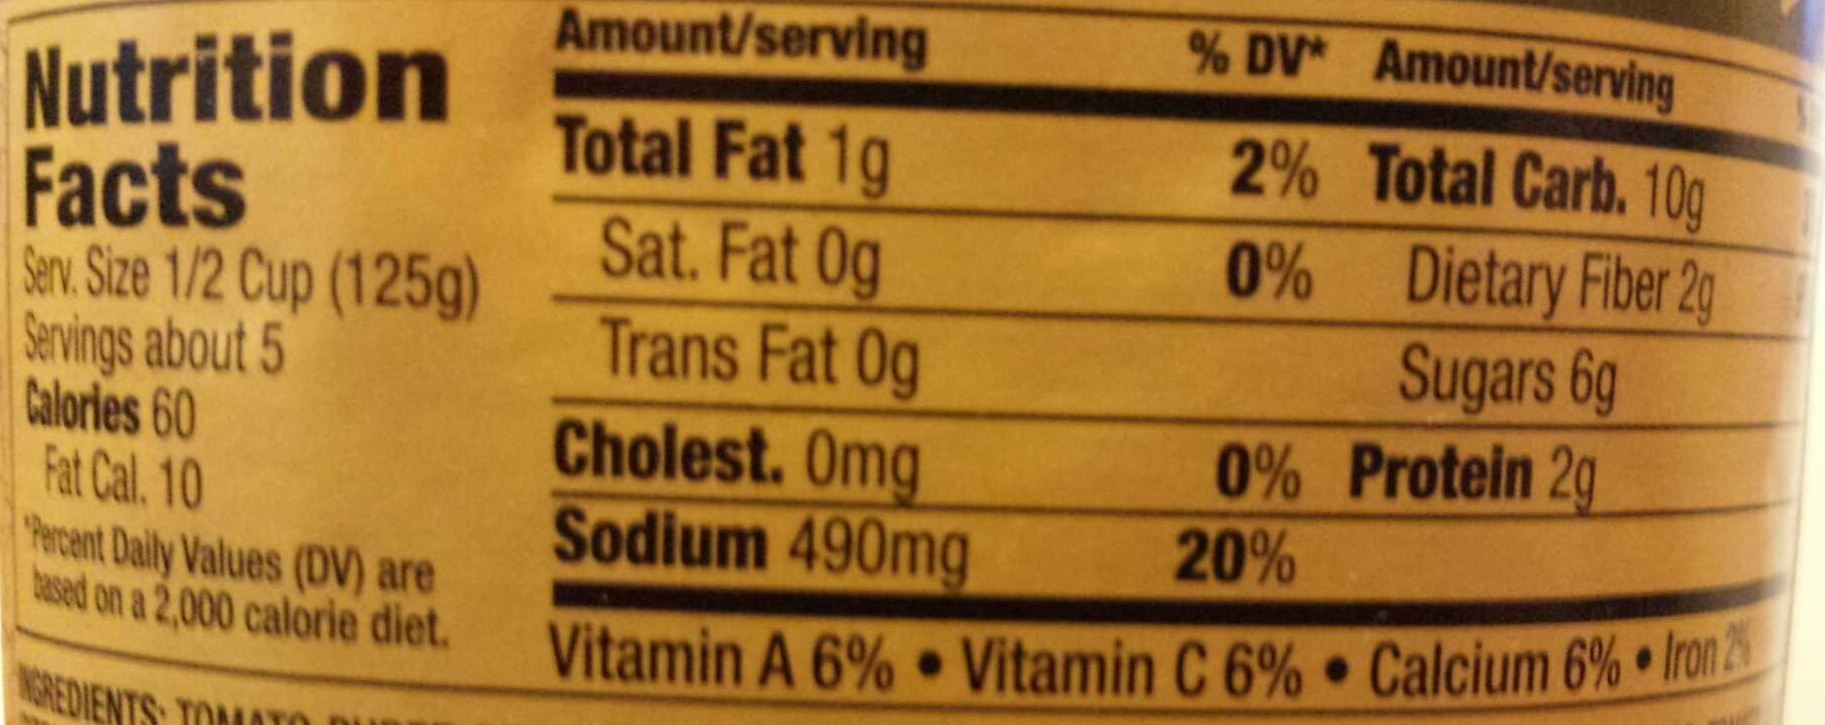 Nutrition
Facts
Serv. Size 1/2 Cup (125g)
Servings about 5
Calories 60
Fat Cal. 10
*Percent Daily Values (DV) are
based on a 2,000 calorie diet.
Amount/serving % DV* Amount/serving
Total Fat 1g 2% Total Carb. 10g
Sat. Fat 0g 0% Dietary Fiber 2g
Trans Fat 0g Sugars 6g
Cholest. 0mg 0% Protein 2g
Sodium 490mg 20%
Vitamin A 6% • Vitamin C 6% • Calcium 6% • Iron 2%
INGREDIENTS: TOMATO